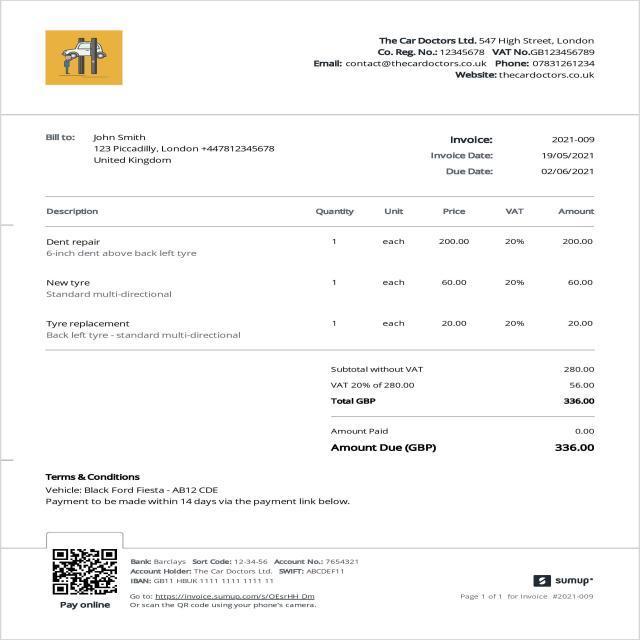 The Car Doctors Ltd. 547 High Street, London
Co. Reg. No.: 12345678 VAT No.GB123456789
Email: contact@thecardoctors.co.uk Phone: 07831261234
Website: thecardoctors.co.uk
Bill to: John Smith
123 Piccadilly, London +447812345678
United Kingdom
Invoice: 2021-009
Invoice Date: 19/05/2021
Due Date: 02/06/2021
Description Quantity Unit Price VAT Amount
Dent repair 1 each 200.00 20% 200.00
6-inch dent above back left tyre
New tyre 1 each 60.00 20% 60.00
Standard multi-directional
Tyre replacement 1 each 20.00 20% 20.00
Back left tyre - standard multi-directional
Subtotal without VAT 280.00
VAT 20% of 280.00 56.00
Total GBP 336.00
Amount Paid 0.00
Amount Due (GBP) 336.00
Terms & Conditions
Vehicle: Black Ford Fiesta - AB12 CDE
Payment to be made within 14 days via the payment link below.
Bank: Barclays Sort Code: 12-34-56 Account No.: 7654321
Account Holder: The Car Doctors Ltd. SWIFT: ABCDEF11
IBAN: GB11 HBUK 1111 1111 1111 11
Go to: https://invoice.sumup.com/s/OEsrHH_Dm
Or scan the QR code using your phone's camera.
Pay online
sumup
Page 1 of 1 for Invoice #2021-009